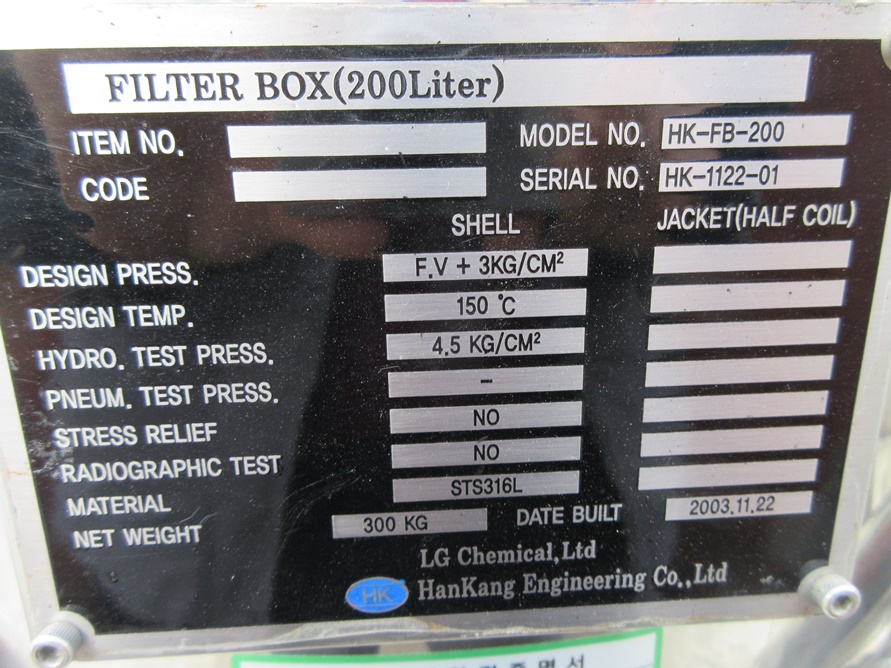 FILTER BOX(200Liter)
ITEM NO. MODEL NO. HK-FB-200
CODE SERIAL NO. HK-1122-01
SHELL JACKET(HALF COIL)
DESIGN PRESS. F.V + 3KG/CM²
DESIGN TEMP. 150 °C
HYDRO. TEST PRESS. 4.5 KG/CM²
PNEUM. TEST PRESS. -
STRESS RELIEF NO
RADIOGRAPHIC TEST NO
MATERIAL STS316L
NET WEIGHT 300 KG DATE BUILT 2003.11.22
LG Chemical,Ltd
HK HanKang Engineering Co.,Ltd